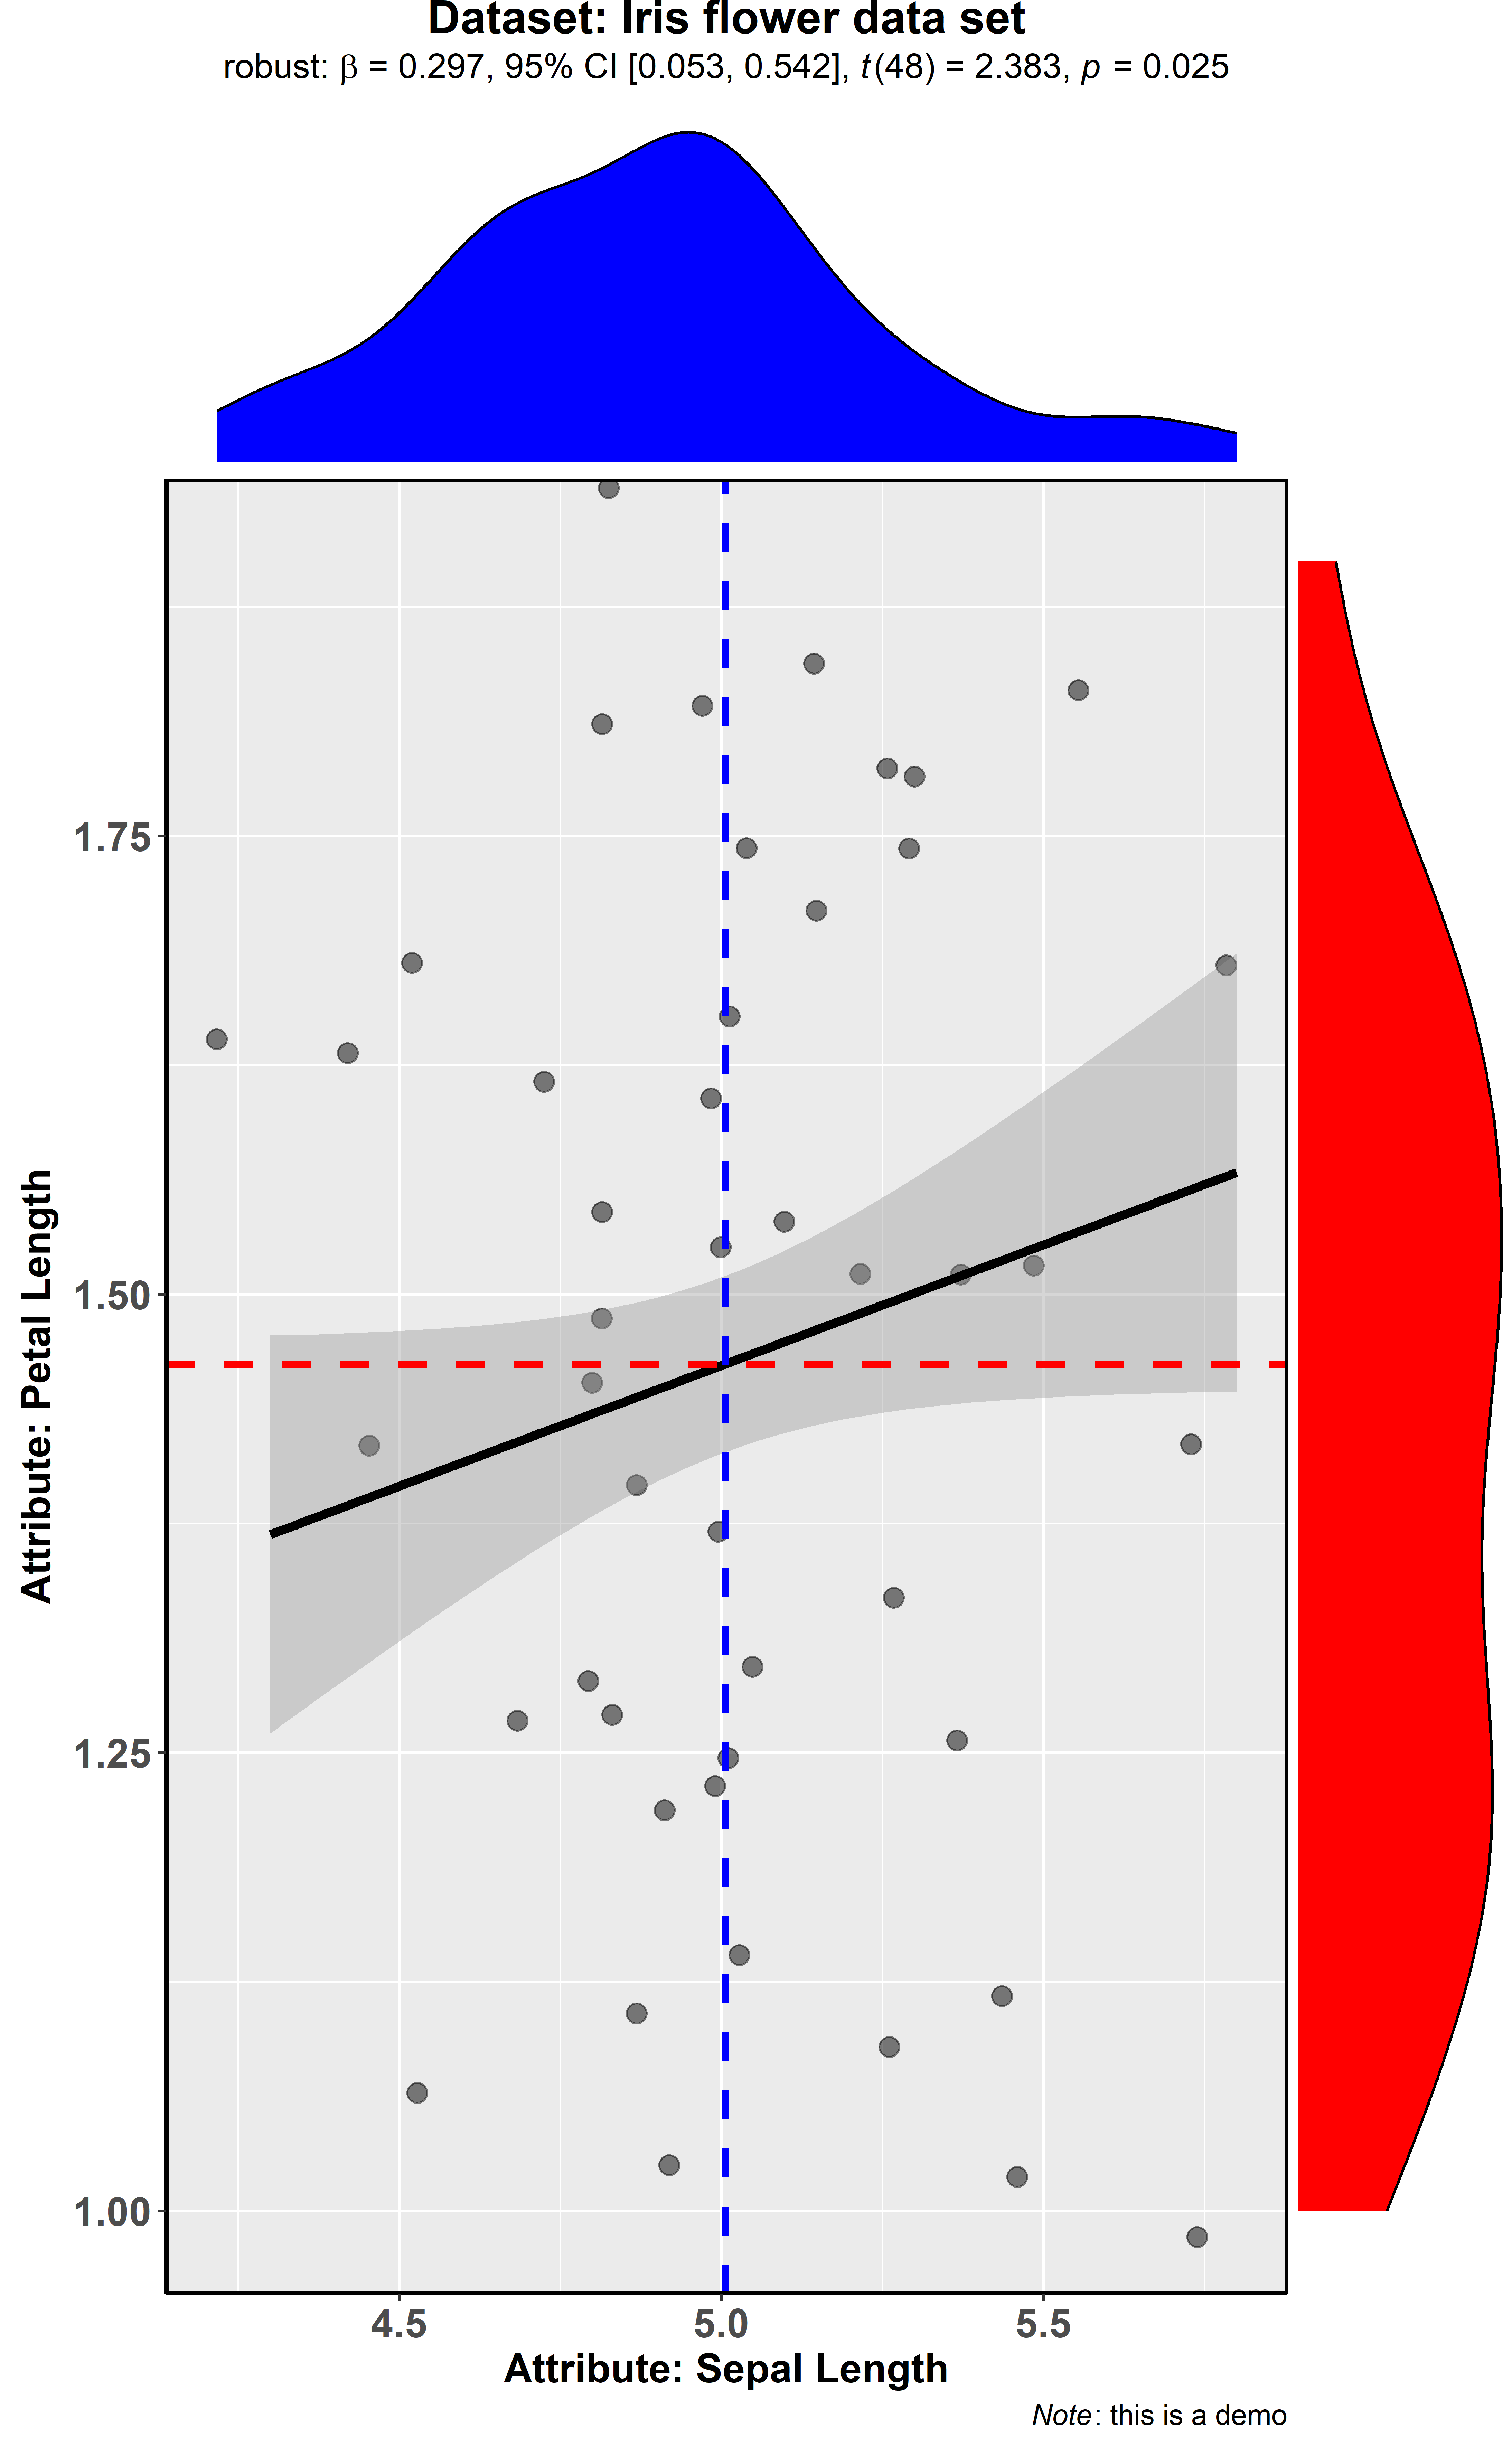 Dataset: Iris flower data set
robust: β = 0.297, 95% CI [0.053, 0.542], t(48) = 2.383, p = 0.025
1.75
1.50
1.25
1.00
Attribute: Petal Length
4.5 5.0 5.5
Attribute: Sepal Length
Note: this is a demo